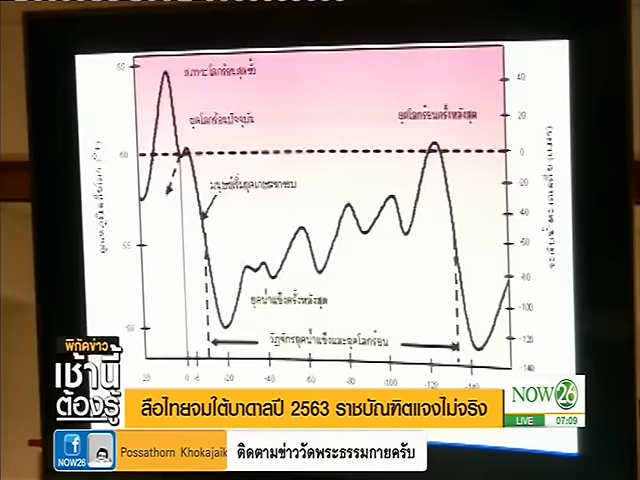 65
สภาวะโลกร้อนสุดขั้ว
40
ยุคโลกร้อนปัจจุบัน
ยุคโลกร้อนครั้งหลังสุด
20
60
0
-20
-40
55
-60
-80
ยุคน้ำแข็งครั้งหลังสุด
-100
50
วัฏจักรยุคน้ำแข็งและยุคโลกร้อน
-120
-140
20
0
-20
-40
-60
-80
-100
-120
-140
พิกัดข่าว
เช้านี้
ต้องรู้
ลือไทยจมใต้บาดาลปี 2563 ราชบัณฑิตแจงไม่จริง
NOW26
LIVE 07:09
f
NOW26
Possathorn Khokajaik
ติดตามข่าววัดพระธรรมกายครับ